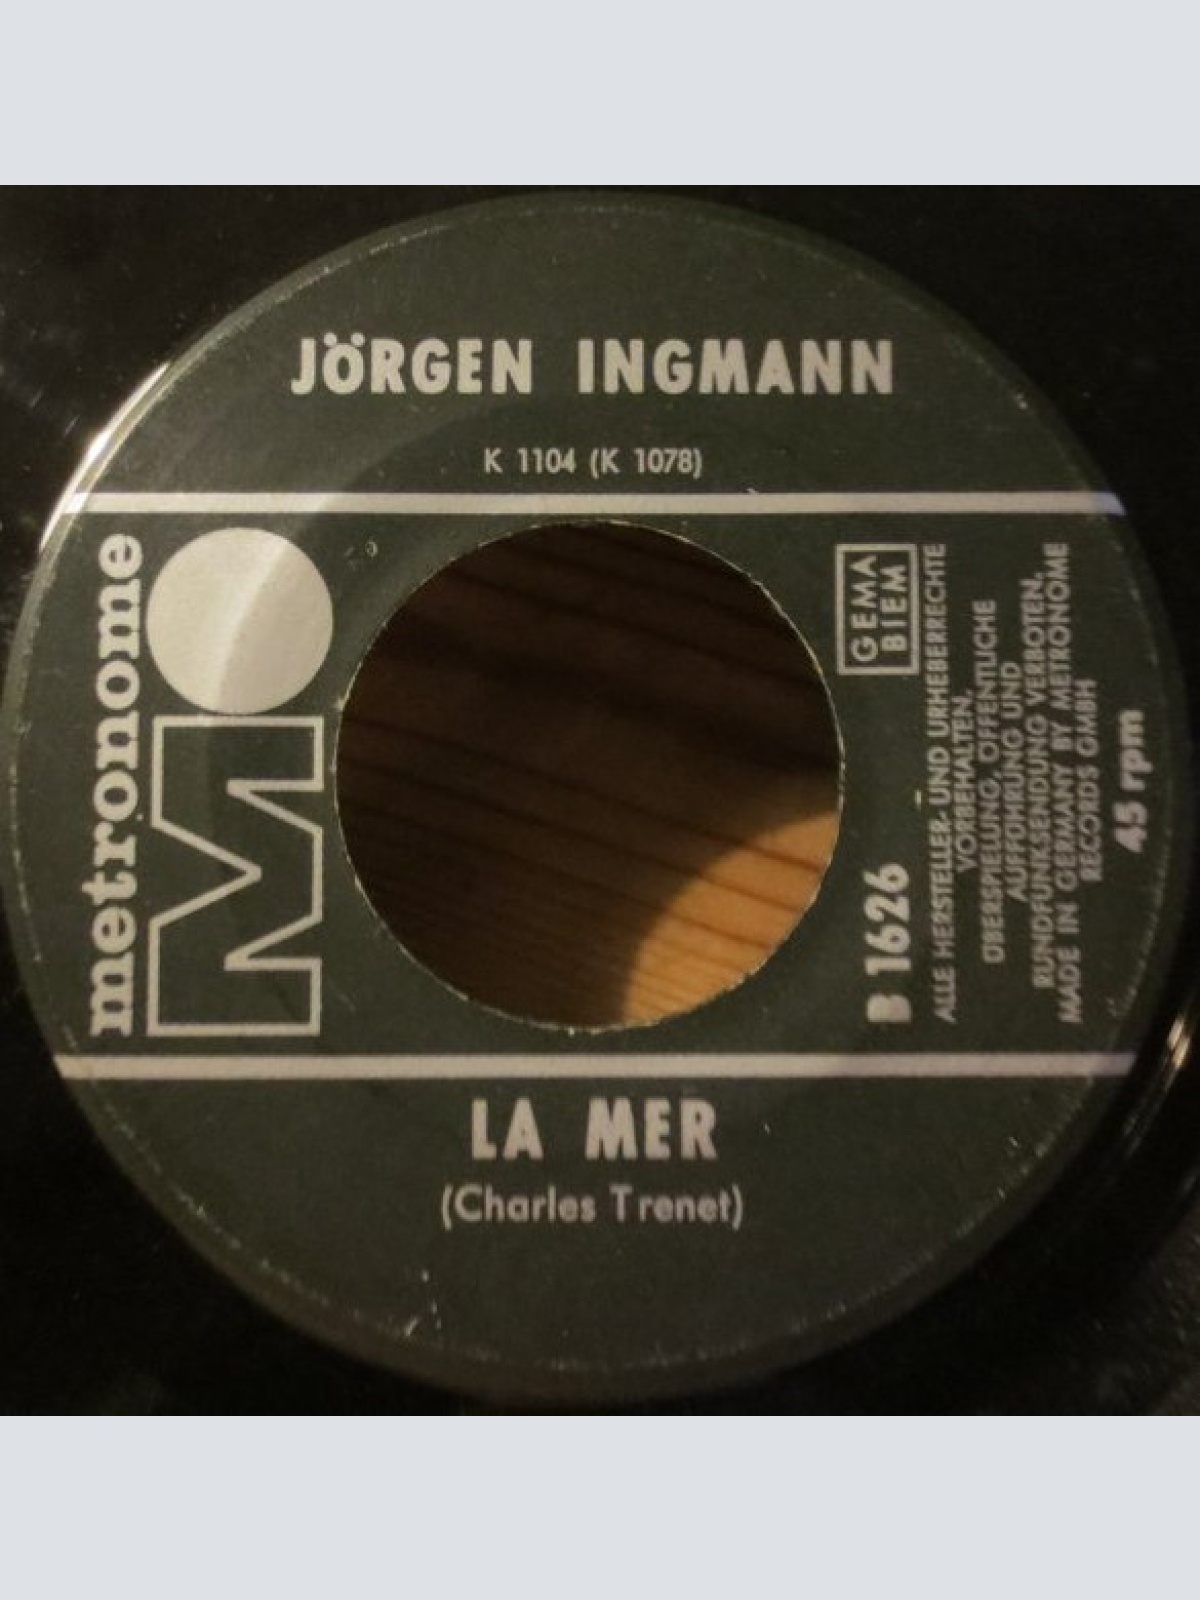 JÖRGEN INGMANN
K 1104 (K 1078)
metronome
M
GEMA
BIEM
B 1626
ALLE HERSTELLER- UND URHEBERRECHTE
VORBEHALTEN.
ÜBERSPIELUNG, ÖFFENTLICHE
AUFFÜHRUNG UND
RUNDFUNKSENDUNG VERBOTEN.
MADE IN GERMANY BY METRONOME
RECORDS GMBH
45 rpm
LA MER
(Charles Trenet)